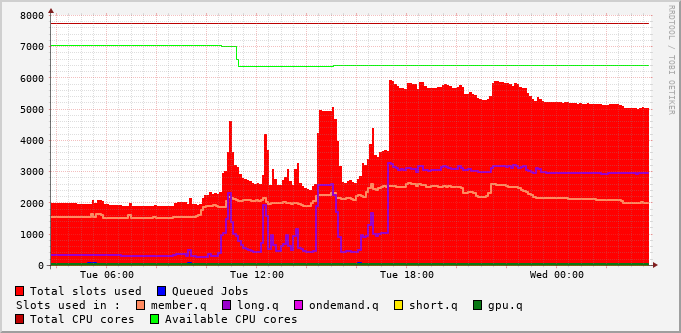 8000
7000
6000
5000
4000
3000
2000
1000
0
Tue 06:00 Tue 12:00 Tue 18:00 Wed 00:00
RRDTOOL / TOBI OETIKER
Total slots used Queued Jobs
Slots used in : member.q long.q ondemand.q short.q gpu.q
Total CPU cores Available CPU cores